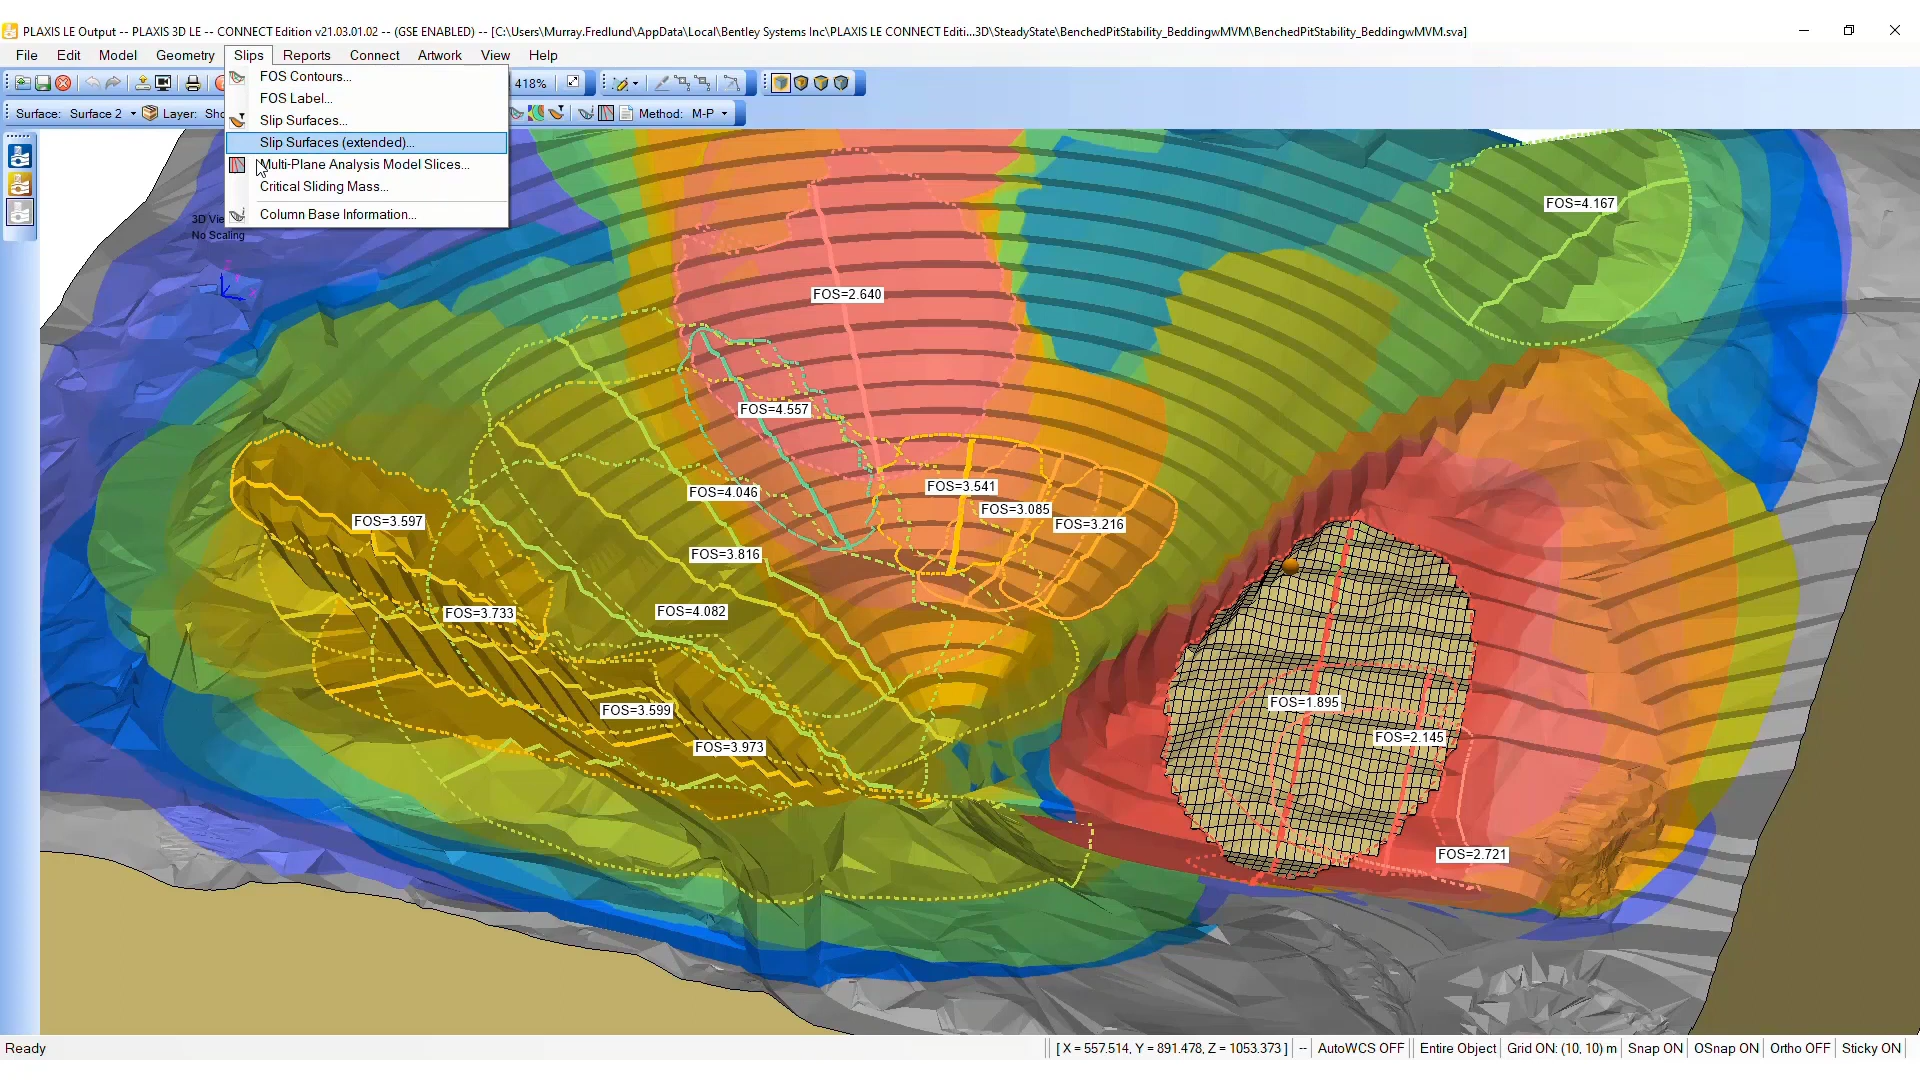 PLAXIS LE Output -- PLAXIS 3D LE -- CONNECT Edition v21.03.01.02 -- (GSE ENABLED) -- [C:\Users\Murray.Fredlund\AppData\Local\Bentley Systems Inc\PLAXIS LE CONNECT Editi...3D\SteadyState\BenchedPitStability_BeddingwMVM\BenchedPitStability_BeddingwMVM.sva]
File Edit Model Geometry Slips Reports Connect Artwork View Help
FOS Contours... 418%
FOS Label...
Surface: Surface 2 Layer: Sho Slip Surfaces... Method: M-P
Slip Surfaces (extended)...
Multi-Plane Analysis Model Slices...
Critical Sliding Mass...
Column Base Information...
3D Vie
No Scaling
FOS=4.167
FOS=2.640
FOS=4.557
FOS=4.046
FOS=3.541
FOS=3.085
FOS=3.216
FOS=3.597
FOS=3.816
FOS=3.733
FOS=4.082
FOS=3.599
FOS=3.973
FOS=1.895
FOS=2.145
FOS=2.721
Ready [ X = 557.514, Y = 891.478, Z = 1053.373 ] -- AutoWCS OFF Entire Object Grid ON: (10, 10) m Snap ON OSnap ON Ortho OFF Sticky ON